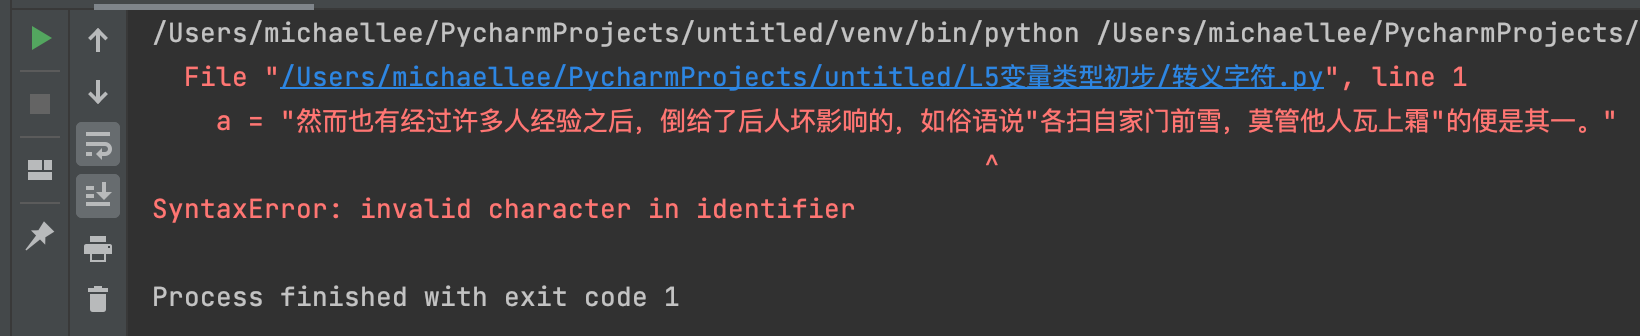 /Users/michaellee/PycharmProjects/untitled/venv/bin/python /Users/michaellee/PycharmProjects/
File "/Users/michaellee/PycharmProjects/untitled/L5变量类型初步/转义字符.py", line 1
a = "然而也有经过许多人经验之后，倒给了后人坏影响的，如俗语说"各扫自家门前雪，莫管他人瓦上霜"的便是其一。"
^
SyntaxError: invalid character in identifier
Process finished with exit code 1